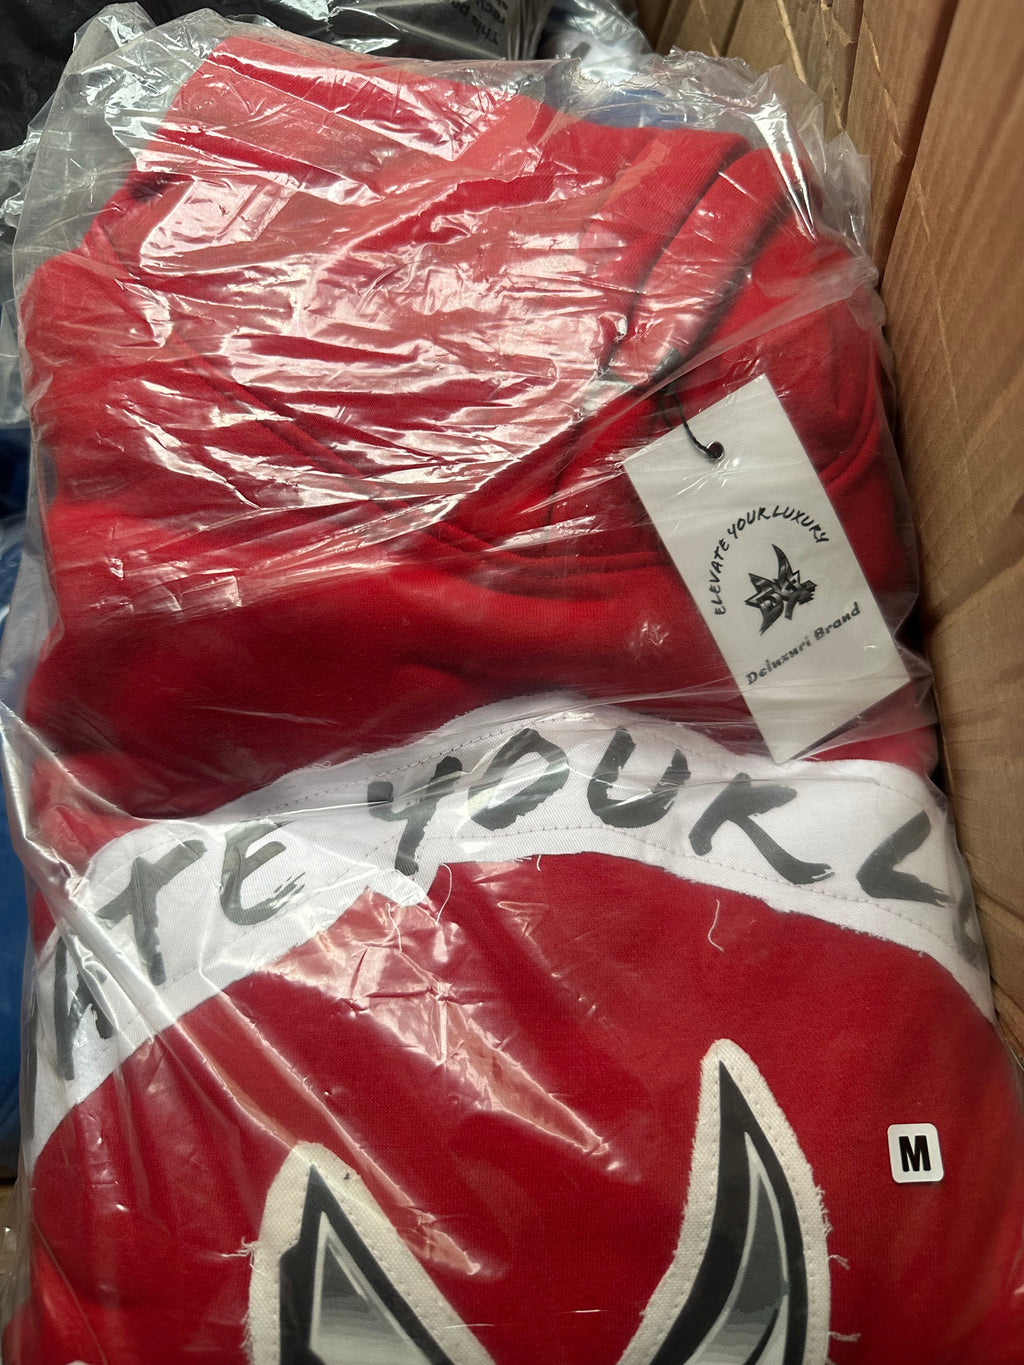 ELEVATE YOUR LUXURY
Deluxuri Brand
ATE YOUR L
M